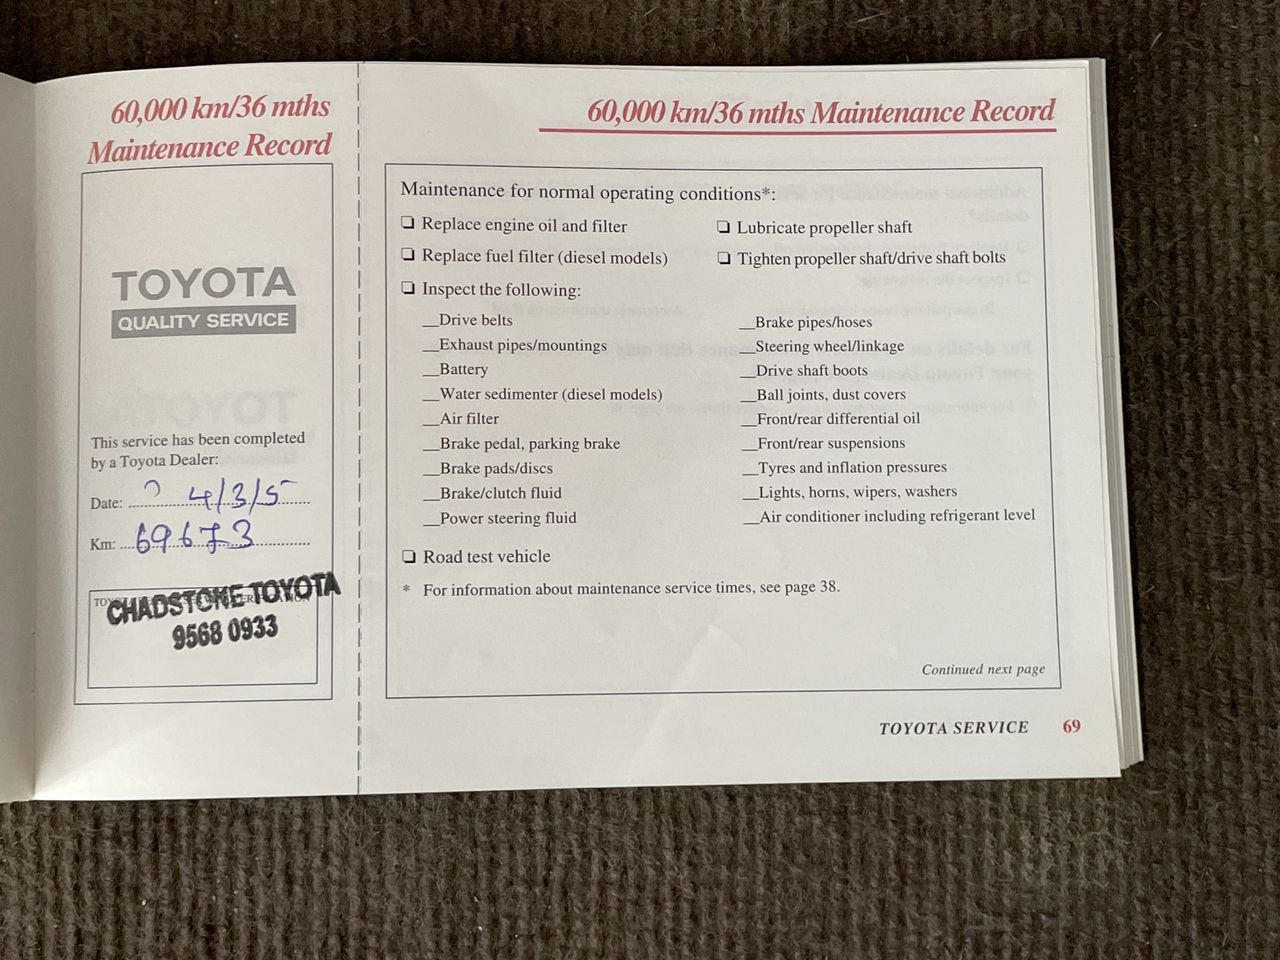 60,000 km/36 mths
Maintenance Record
TOYOTA
QUALITY SERVICE
This service has been completed
by a Toyota Dealer:
Date: 4/3/5
Km: 69673
CHADSTONE TOYOTA
9568 0933
60,000 km/36 mths Maintenance Record
Maintenance for normal operating conditions*:
❏ Replace engine oil and filter
❏ Lubricate propeller shaft
❏ Replace fuel filter (diesel models)
❏ Tighten propeller shaft/drive shaft bolts
❏ Inspect the following:
__Drive belts
__Exhaust pipes/mountings
__Battery
__Water sedimenter (diesel models)
__Air filter
__Brake pedal, parking brake
__Brake pads/discs
__Brake/clutch fluid
__Power steering fluid
__Brake pipes/hoses
__Steering wheel/linkage
__Drive shaft boots
__Ball joints, dust covers
__Front/rear differential oil
__Front/rear suspensions
__Tyres and inflation pressures
__Lights, horns, wipers, washers
__Air conditioner including refrigerant level
❏ Road test vehicle
* For information about maintenance service times, see page 38.
Continued next page
TOYOTA SERVICE 69